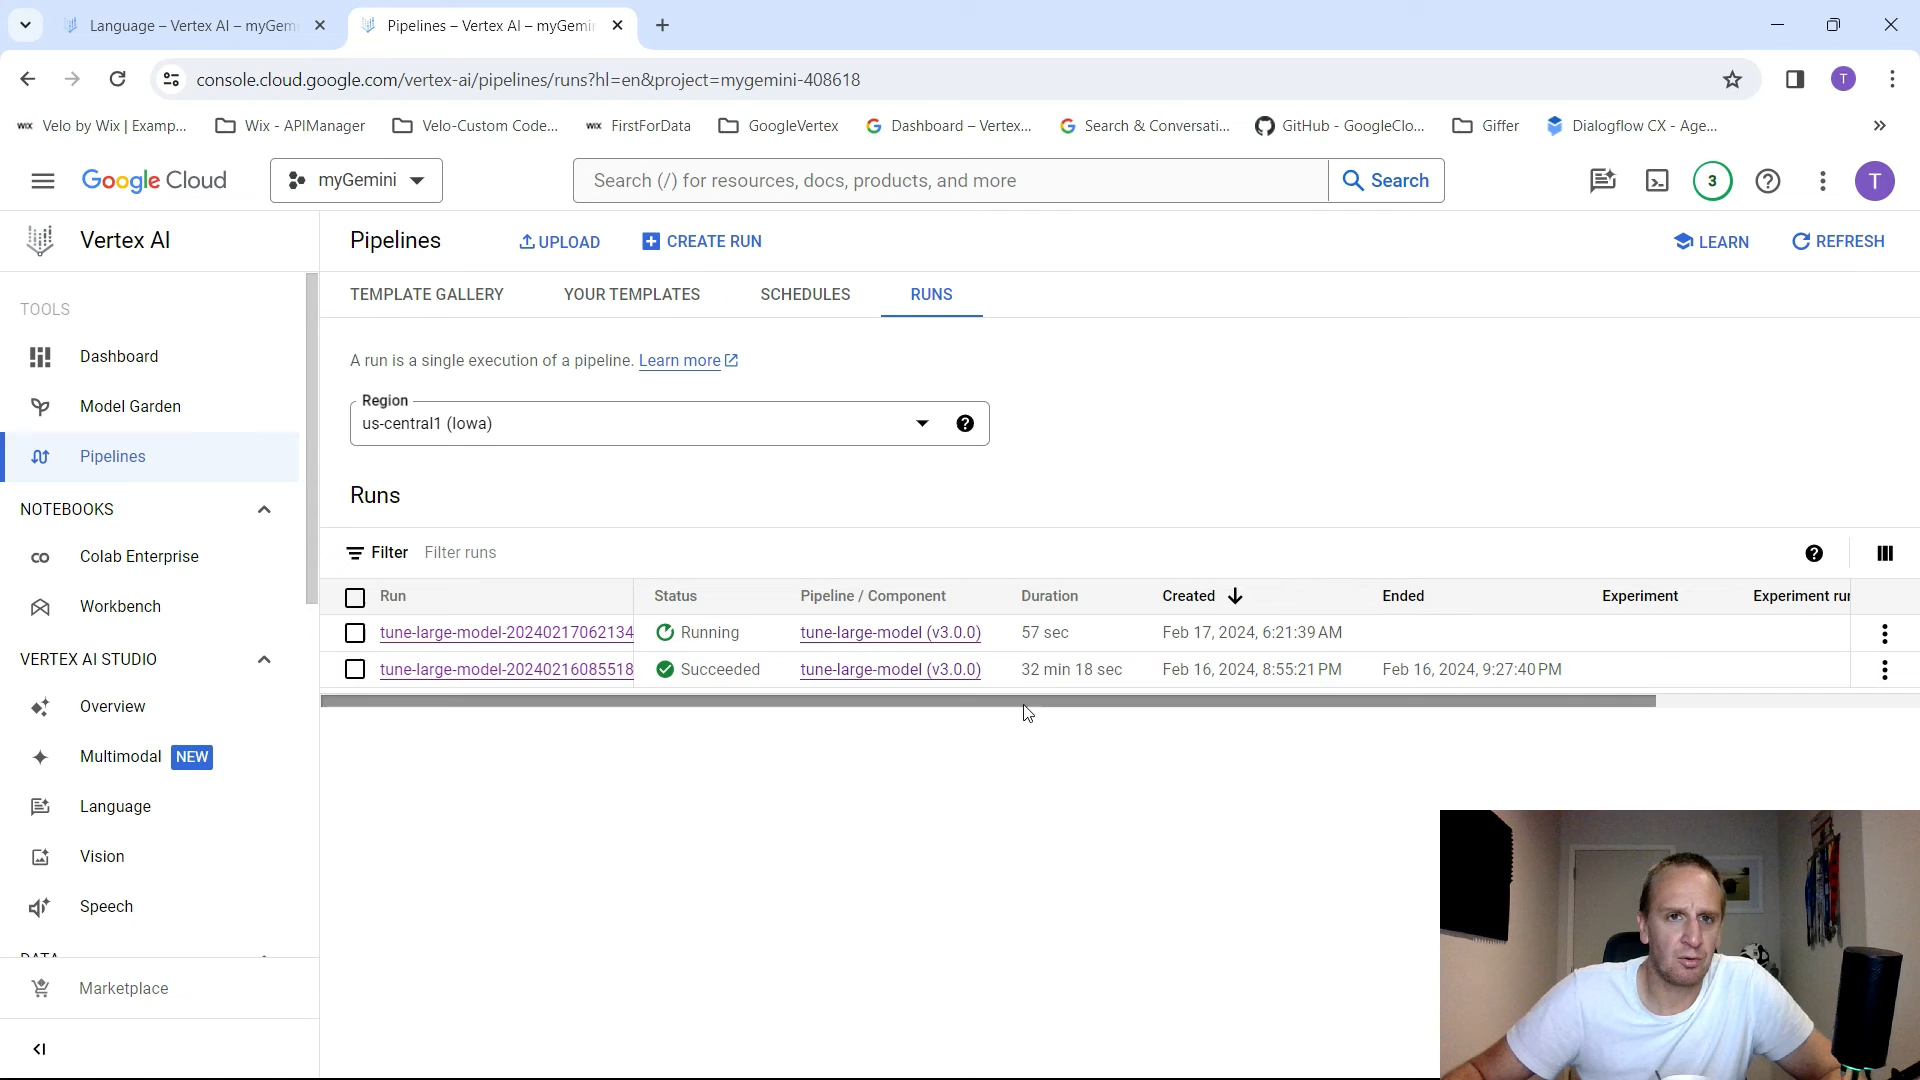 Language – Vertex AI – myGem
Pipelines – Vertex AI – myGemi
console.cloud.google.com/vertex-ai/pipelines/runs?hl=en&project=mygemini-408618
T
WIX Velo by Wix | Examp...
Wix - APIManager
Velo-Custom Code...
WIX FirstForData
GoogleVertex
Dashboard – Vertex...
Search & Conversati...
GitHub - GoogleClo...
Giffer
Dialogflow CX - Age...
Google Cloud
myGemini
Search (/) for resources, docs, products, and more
Search
3
T
Vertex AI
Pipelines
UPLOAD
CREATE RUN
LEARN
REFRESH
TOOLS
Dashboard
Model Garden
Pipelines
NOTEBOOKS
Colab Enterprise
Workbench
VERTEX AI STUDIO
Overview
Multimodal NEW
Language
Vision
Speech
DATA
Marketplace
TEMPLATE GALLERY
YOUR TEMPLATES
SCHEDULES
RUNS
A run is a single execution of a pipeline. Learn more
Region
us-central1 (Iowa)
Runs
Filter Filter runs
Run Status Pipeline / Component Duration Created Ended Experiment Experiment run
tune-large-model-20240217062134 Running tune-large-model (v3.0.0) 57 sec Feb 17, 2024, 6:21:39 AM
tune-large-model-20240216085518 Succeeded tune-large-model (v3.0.0) 32 min 18 sec Feb 16, 2024, 8:55:21 PM Feb 16, 2024, 9:27:40 PM